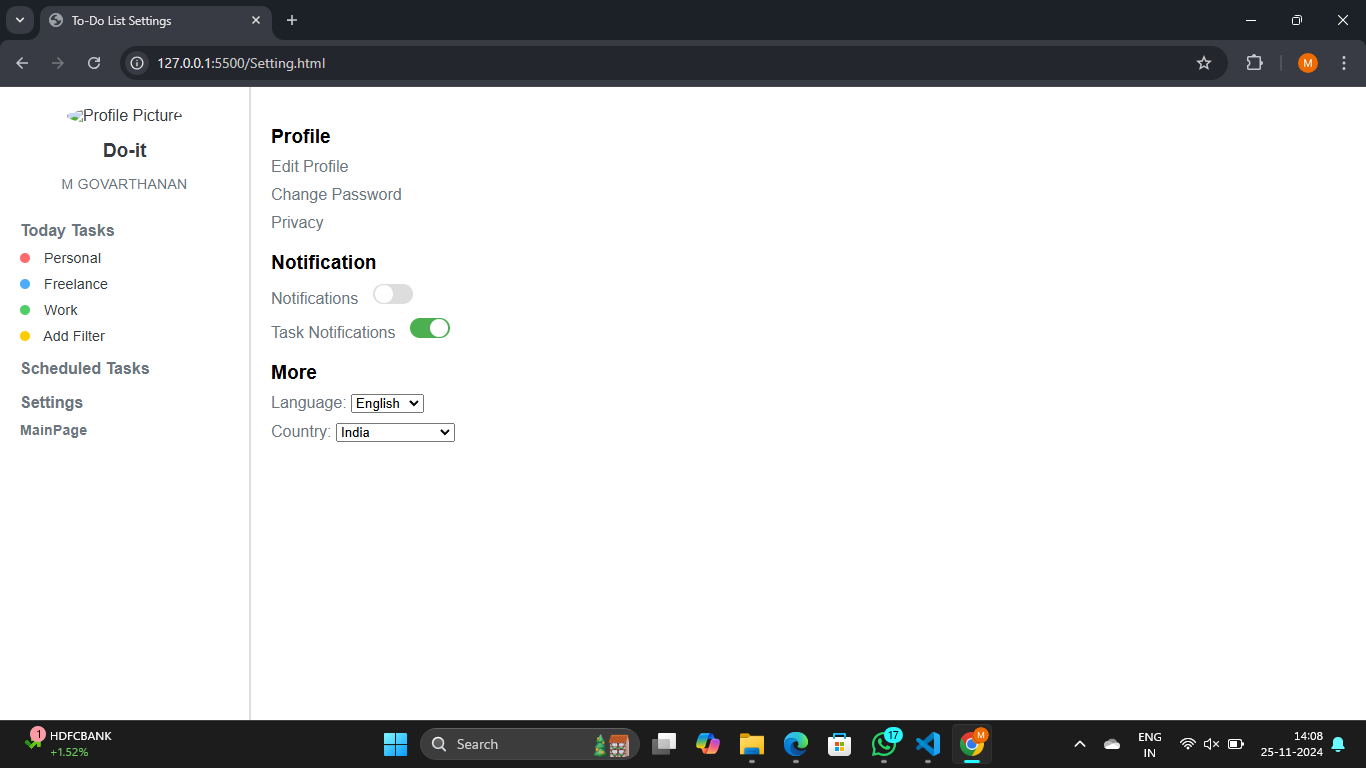 To-Do List Settings
127.0.0.1:5500/Setting.html
M
Profile Picture
Do-it
M GOVARTHANAN
Today Tasks
Personal
Freelance
Work
Add Filter
Scheduled Tasks
Settings
MainPage
Profile
Edit Profile
Change Password
Privacy
Notification
Notifications
Task Notifications
More
Language: English
Country: India
1
HDFCBANK
+1.52%
Search
17
M
ENG
IN
14:08
25-11-2024